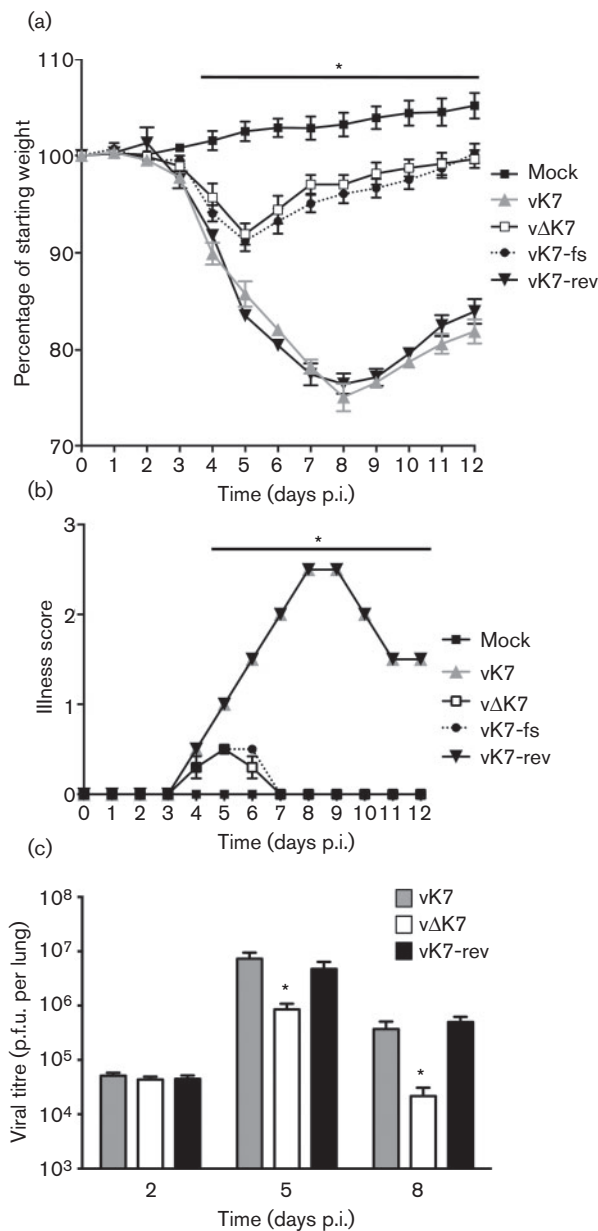 (a)
*
110
100
90
80
70
Percentage of starting weight
0 1 2 3 4 5 6 7 8 9 10 11 12
Time (days p.i.)
Mock
vK7
vΔK7
vK7-fs
vK7-rev
(b)
*
3
2
1
0
Illness score
0 1 2 3 4 5 6 7 8 9 10 11 12
Time (days p.i.)
Mock
vK7
vΔK7
vK7-fs
vK7-rev
(c)
10⁸
10⁷
10⁶
10⁵
10⁴
10³
Viral titre (p.f.u. per lung)
vK7
vΔK7
vK7-rev
*
*
2 5 8
Time (days p.i.)